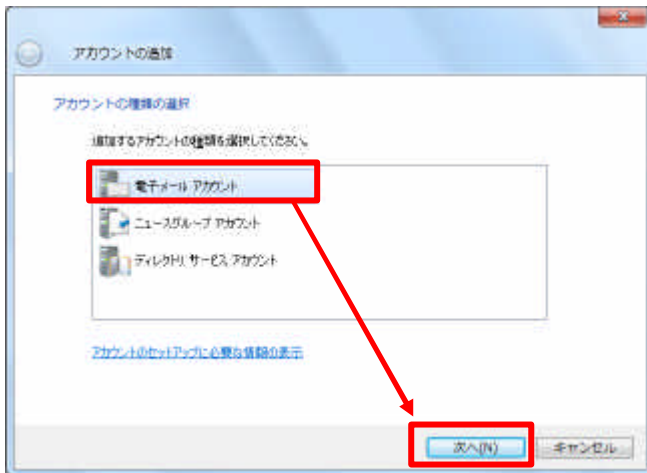 アカウントの追加
アカウントの種類の選択
追加するアカウントの種類を選択してください。
電子メール アカウント
ニュースグループ アカウント
ディレクトリ サービス アカウント
アカウントのセットアップに必要な情報の表示
次へ(N)
キャンセル